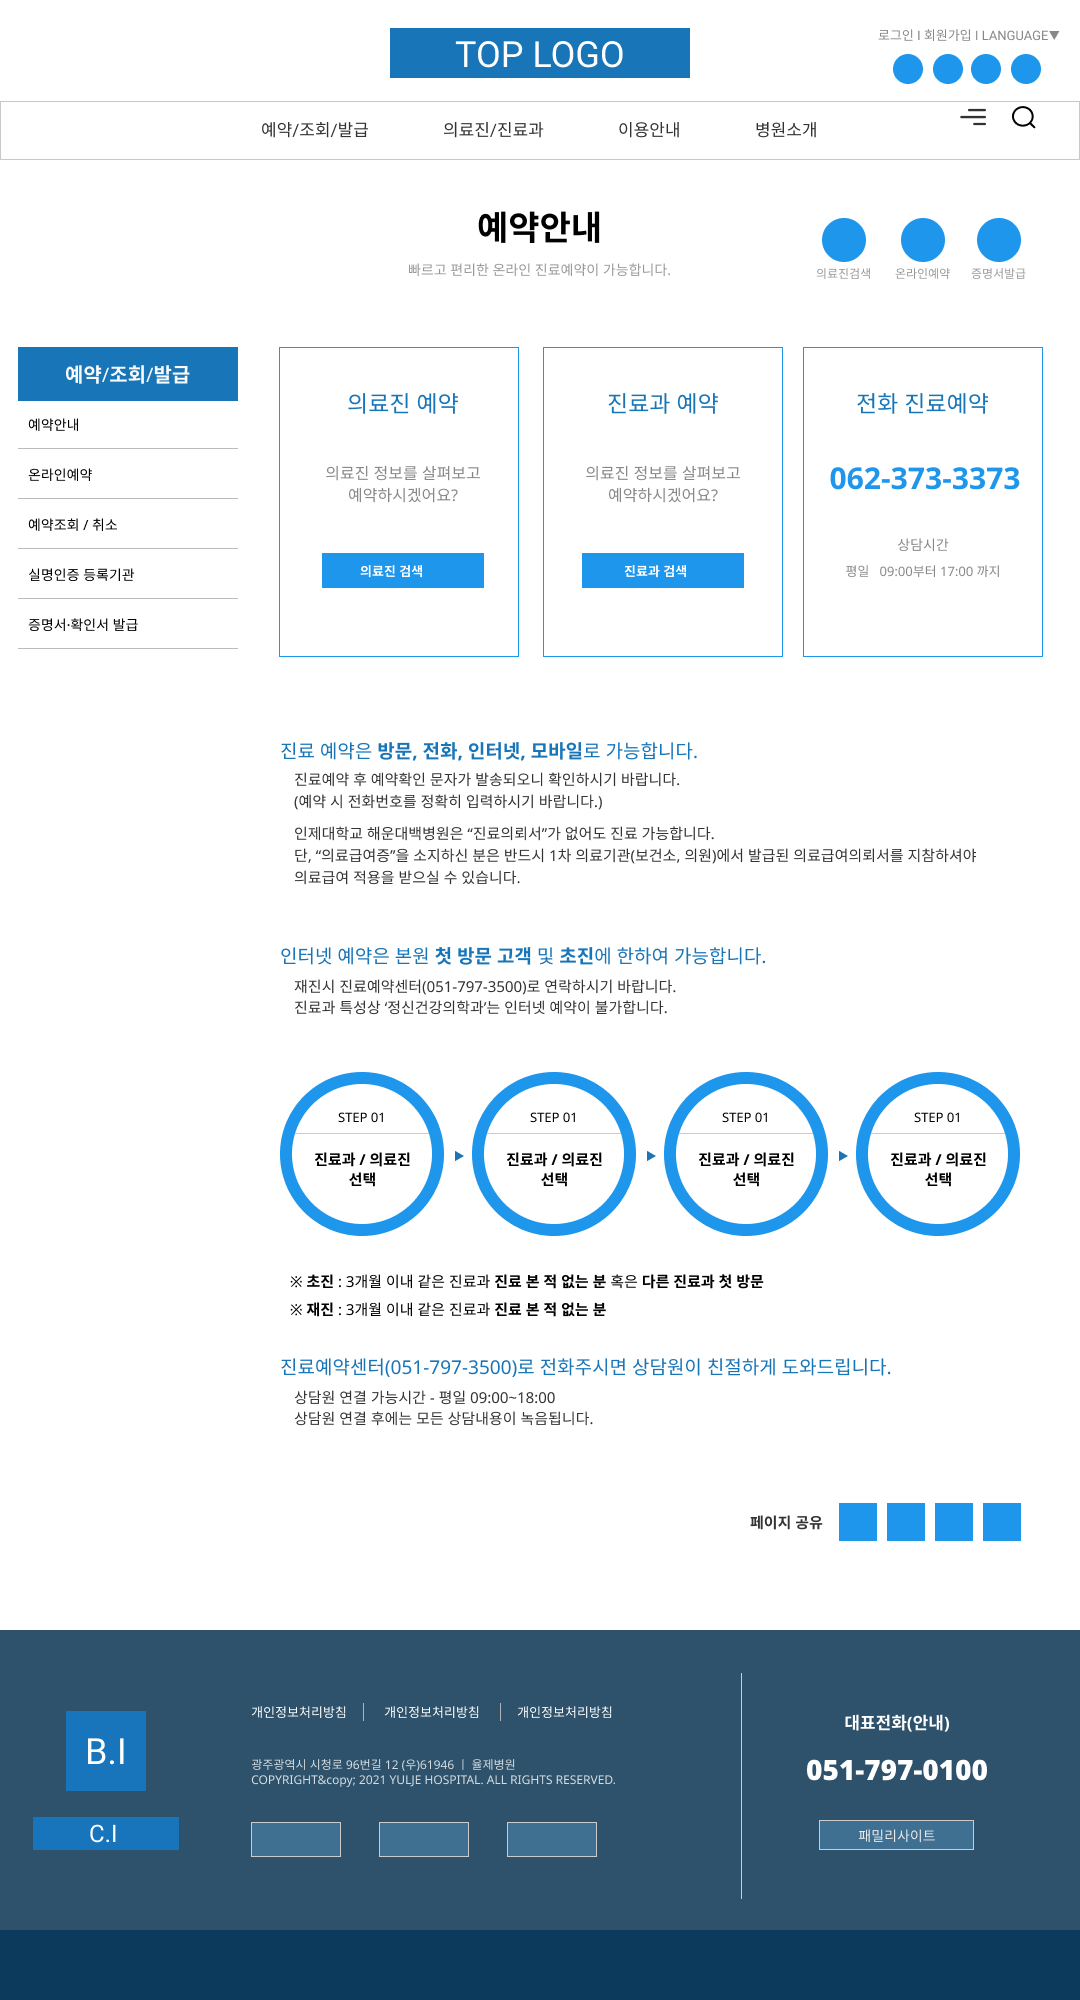 TOP LOGO
로그인 I 회원가입 I LANGUAGE▼
예약/조회/발급
의료진/진료과
이용안내
병원소개
예약안내
빠르고 편리한 온라인 진료예약이 가능합니다.
의료진검색
온라인예약
증명서발급
예약/조회/발급
예약안내
온라인예약
예약조회 / 취소
실명인증 등록기관
증명서·확인서 발급
의료진 예약
의료진 정보를 살펴보고
예약하시겠어요?
의료진 검색
진료과 예약
의료진 정보를 살펴보고
예약하시겠어요?
진료과 검색
전화 진료예약
062-373-3373
상담시간
평일 09:00부터 17:00 까지
진료 예약은 방문, 전화, 인터넷, 모바일로 가능합니다.
진료예약 후 예약확인 문자가 발송되오니 확인하시기 바랍니다.
(예약 시 전화번호를 정확히 입력하시기 바랍니다.)
인제대학교 해운대백병원은 “진료의뢰서”가 없어도 진료 가능합니다.
단, “의료급여증”을 소지하신 분은 반드시 1차 의료기관(보건소, 의원)에서 발급된 의료급여의뢰서를 지참하셔야
의료급여 적용을 받으실 수 있습니다.
인터넷 예약은 본원 첫 방문 고객 및 초진에 한하여 가능합니다.
재진시 진료예약센터(051-797-3500)로 연락하시기 바랍니다.
진료과 특성상 ‘정신건강의학과’는 인터넷 예약이 불가합니다.
STEP 01
진료과 / 의료진
선택
STEP 01
진료과 / 의료진
선택
STEP 01
진료과 / 의료진
선택
STEP 01
진료과 / 의료진
선택
※ 초진 : 3개월 이내 같은 진료과 진료 본 적 없는 분 혹은 다른 진료과 첫 방문
※ 재진 : 3개월 이내 같은 진료과 진료 본 적 없는 분
진료예약센터(051-797-3500)로 전화주시면 상담원이 친절하게 도와드립니다.
상담원 연결 가능시간 - 평일 09:00~18:00
상담원 연결 후에는 모든 상담내용이 녹음됩니다.
페이지 공유
B.I
C.I
개인정보처리방침
개인정보처리방침
개인정보처리방침
광주광역시 시청로 96번길 12 (우)61946 ㅣ 율제병원
COPYRIGHT&copy; 2021 YULJE HOSPITAL. ALL RIGHTS RESERVED.
대표전화(안내)
051-797-0100
패밀리사이트